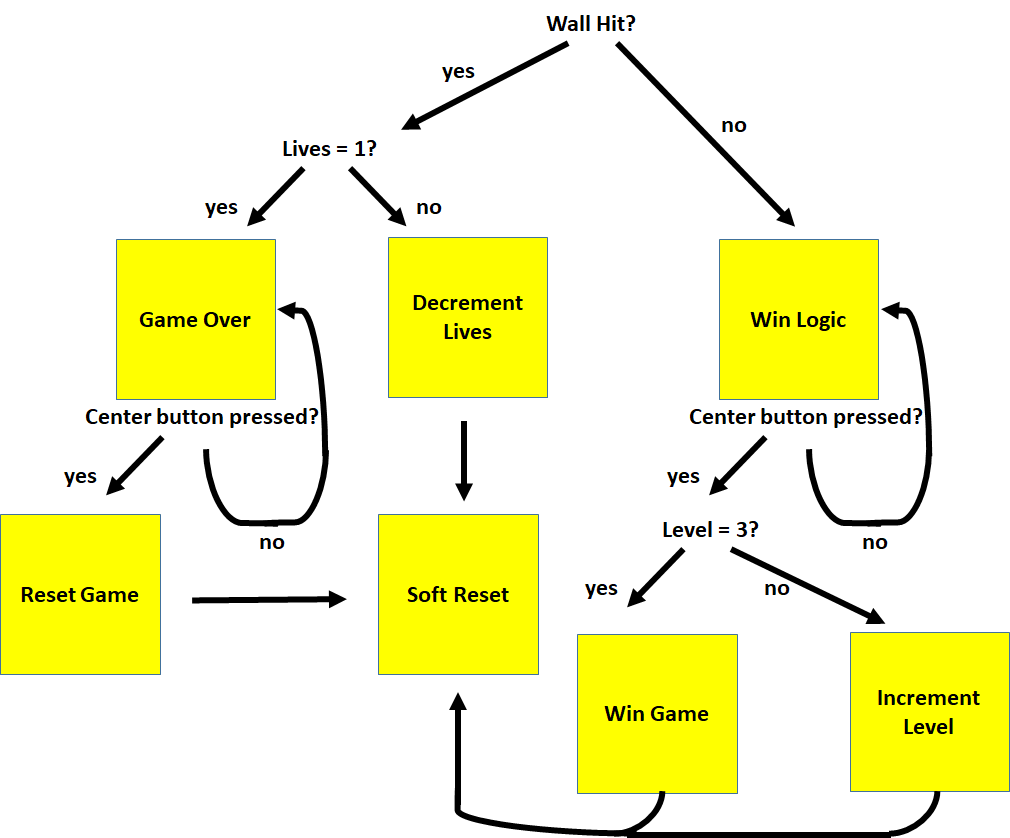 Wall Hit?
yes
no
Lives = 1?
yes
no
Game Over
Decrement
Lives
Win Logic
Center button pressed?
Center button pressed?
yes
yes
Level = 3?
no
no
yes
no
Reset Game
Soft Reset
Win Game
Increment
Level